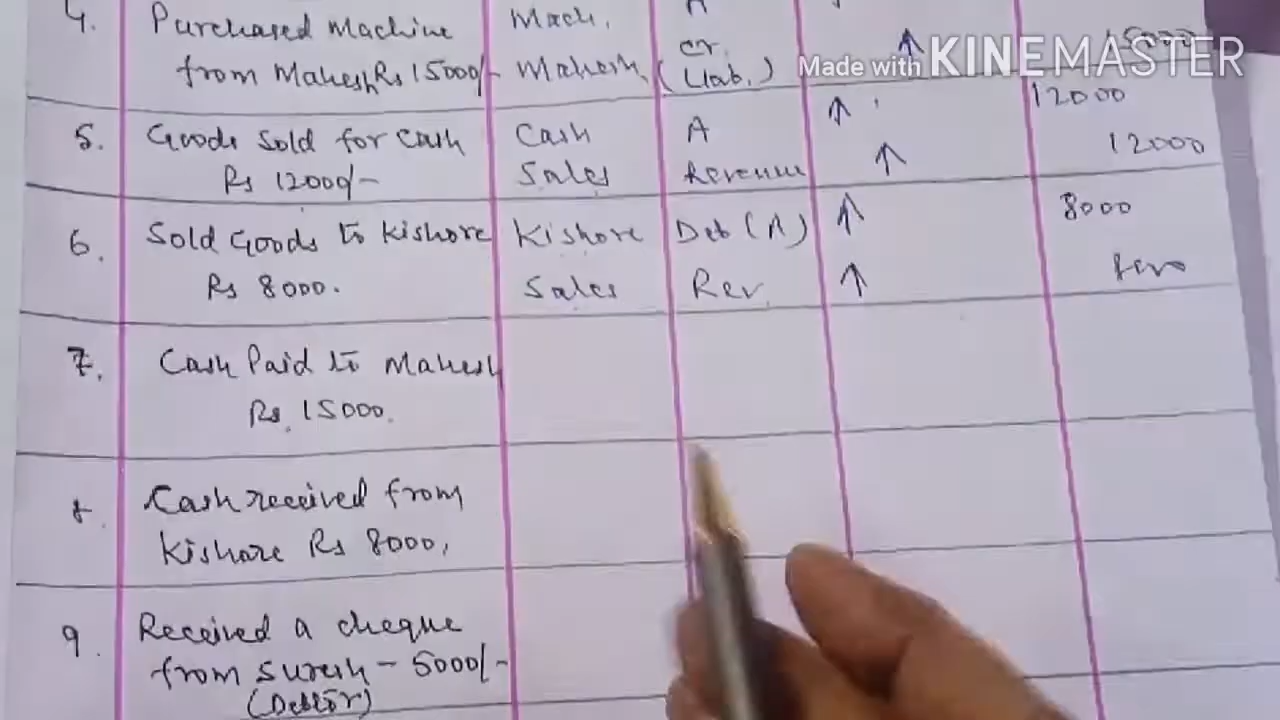 4. Purchased Machine Mach. A
from Mahesh Rs 15000/- Mahesh cr. (Liab.) 15000
Made with KINEMASTER
5. Goods sold for cash Cash A 12000
Rs 12000/- Sales Revenue 12000
6. Sold Goods to Kishore Kishore Deb (A) 8000
Rs 8000. Sales Rev.
7. Cash Paid to Mahesh
Rs. 15000.
8. Cash received from
Kishore Rs 8000.
9. Received a cheque
from Suresh - 5000/-
(Debtor)